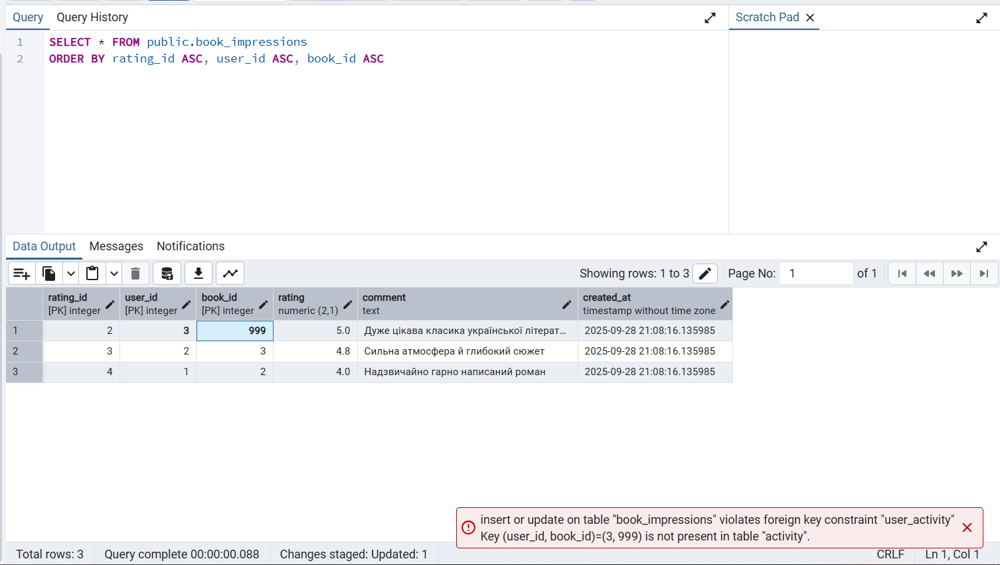 Query Query History
Scratch Pad
1 SELECT * FROM public.book_impressions
2 ORDER BY rating_id ASC, user_id ASC, book_id ASC
Data Output Messages Notifications
Showing rows: 1 to 3 Page No: 1 of 1
rating_id user_id book_id rating comment created_at
[PK] integer [PK] integer [PK] integer numeric (2,1) text timestamp without time zone
1 2 3 999 5.0 Дуже цікава класика української літерат... 2025-09-28 21:08:16.135985
2 3 2 3 4.8 Сильна атмосфера й глибокий сюжет 2025-09-28 21:08:16.135985
3 4 1 2 4.0 Надзвичайно гарно написаний роман 2025-09-28 21:08:16.135985
insert or update on table "book_impressions" violates foreign key constraint "user_activity"
Key (user_id, book_id)=(3, 999) is not present in table "activity".
Total rows: 3 Query complete 00:00:00.088 Changes staged: Updated: 1 CRLF Ln 1, Col 1